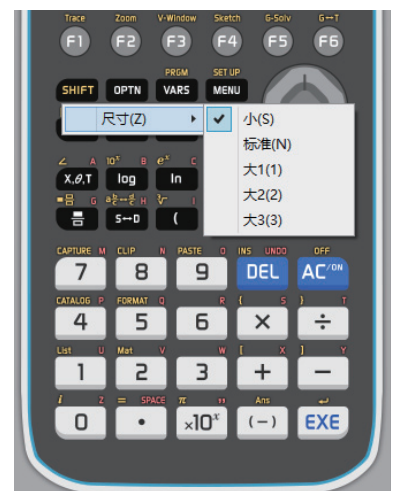 Trace Zoom V-Window Sketch G-Solv G↔T
F1 F2 F3 F4 F5 F6
PRGM SET UP
SHIFT OPTN VARS MENU
尺寸(Z)
小(S)
标准(N)
大1(1)
大2(2)
大3(3)
∠ A 10ˣ B eˣ C
X,θ,T log ln
G H I
S↔D (
CAPTURE M CLIP N PASTE O INS UNDO OFF
7 8 9 DEL AC/ON
CATALOG P FORMAT Q R { S } T
4 5 6 × ÷
List U Mat V W [ X ] Y
1 2 3 + −
i Z = SPACE π " Ans ↵
0 • ×10ˣ (−) EXE